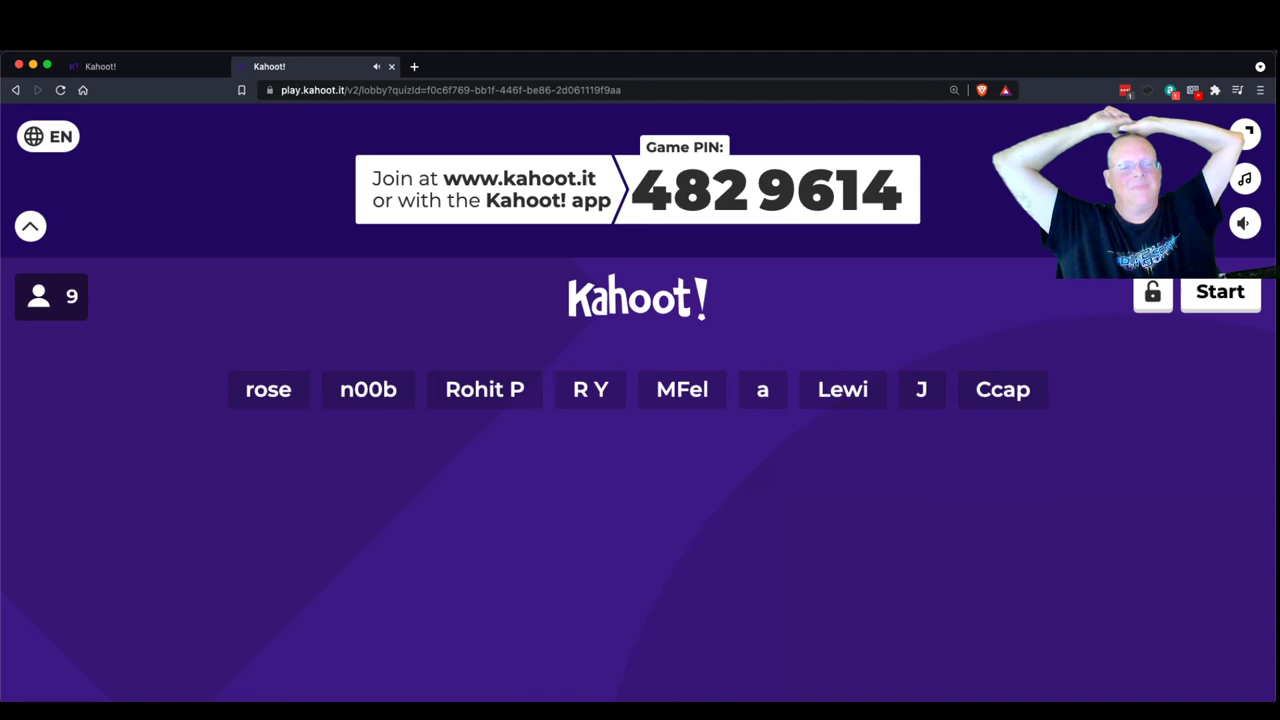 Kahoot!
Kahoot!
play.kahoot.it/v2/lobby?quizId=f0c6f769-bb1f-446f-be86-2d061119f9aa
EN
Join at www.kahoot.it
or with the Kahoot! app
Game PIN:
482 9614
9
Kahoot!
Start
rose n00b Rohit P R Y MFel a Lewi J Ccap